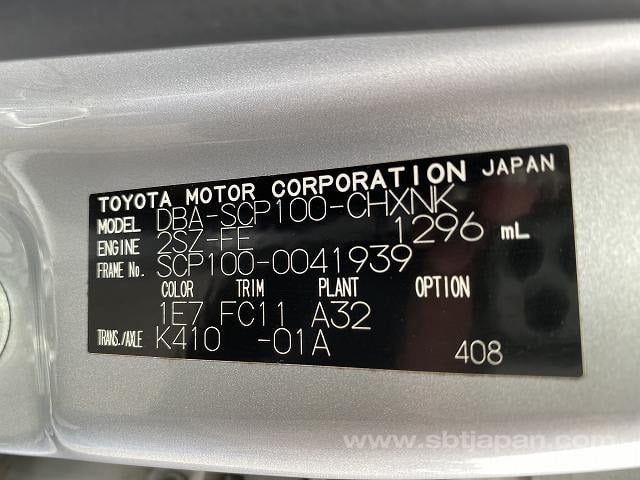 TOYOTA MOTOR CORPORATION JAPAN
MODEL DBA-SCP100-CHXNK
ENGINE 2SZ-FE 1296 mL
FRAME No. SCP100-0041939
COLOR TRIM PLANT OPTION
1E7 FC11 A32
TRANS./AXLE K410 -01A 408
www.sbtjapan.com